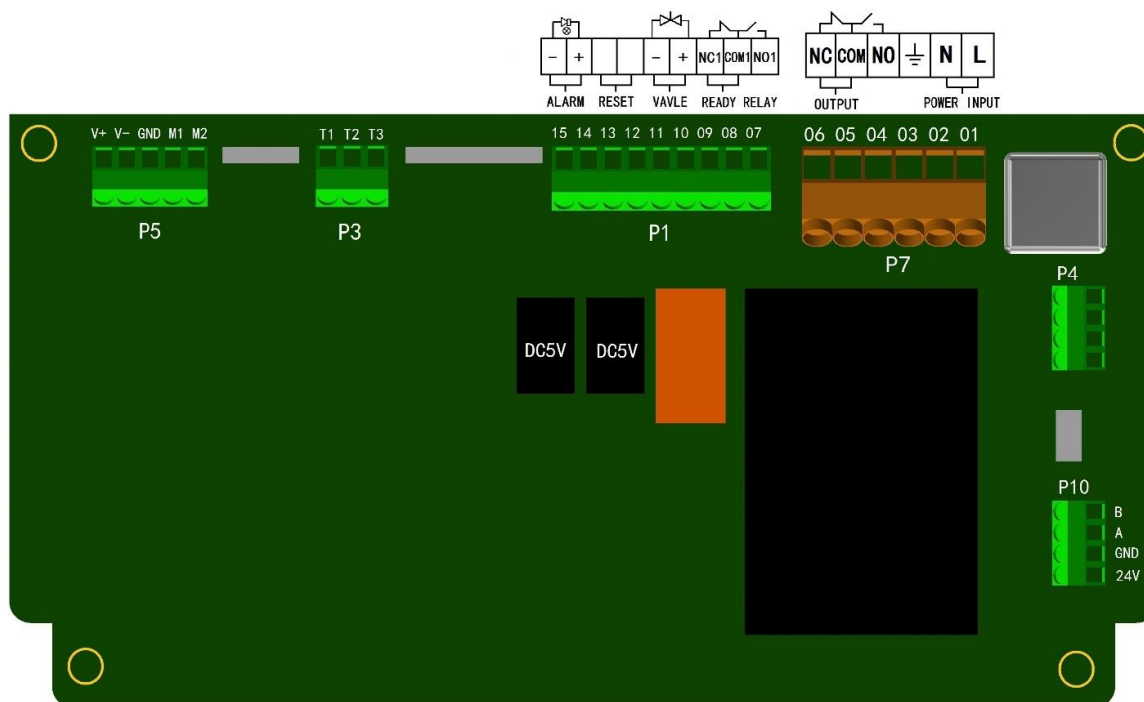 - + - + NC1 COM1 NO1
ALARM RESET VAVLE READY RELAY
NC COM NO N L
OUTPUT POWER INPUT
V+ V- GND M1 M2
T1 T2 T3
15 14 13 12 11 10 09 08 07
06 05 04 03 02 01
P5
P3
P1
P7
P4
DC5V
DC5V
P10
B
A
GND
24V